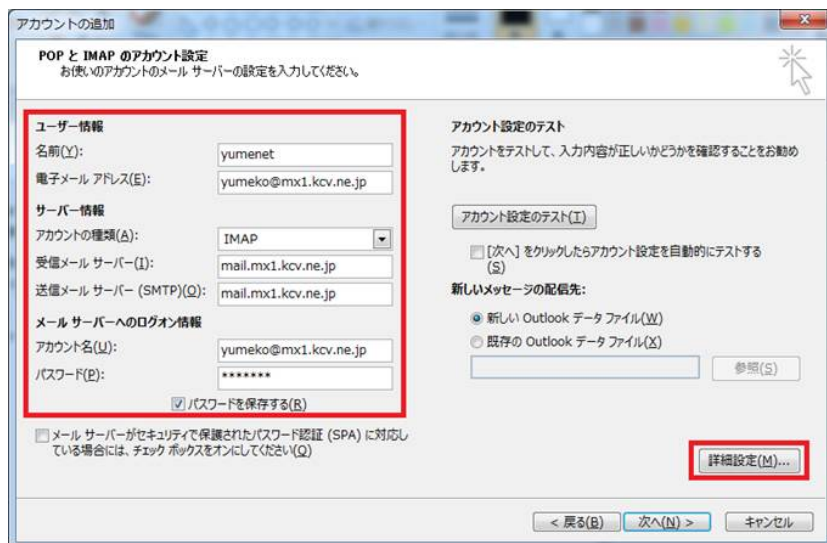 アカウントの追加
POP と IMAP のアカウント設定
お使いのアカウントのメール サーバーの設定を入力してください。
ユーザー情報
名前(Y):
yumenet
電子メール アドレス(E):
yumeko@mx1.kcv.ne.jp
サーバー情報
アカウントの種類(A):
IMAP
受信メール サーバー(I):
mail.mx1.kcv.ne.jp
送信メール サーバー (SMTP)(O):
mail.mx1.kcv.ne.jp
メール サーバーへのログオン情報
アカウント名(U):
yumeko@mx1.kcv.ne.jp
パスワード(P):
*******
パスワードを保存する(R)
メール サーバーがセキュリティで保護されたパスワード認証 (SPA) に対応し
ている場合には、チェック ボックスをオンにしてください(Q)
アカウント設定のテスト
アカウントをテストして、入力内容が正しいかどうかを確認することをお勧め
します。
アカウント設定のテスト(T)
[次へ] をクリックしたらアカウント設定を自動的にテストする
(S)
新しいメッセージの配信先:
新しい Outlook データ ファイル(W)
既存の Outlook データ ファイル(X)
参照(S)
詳細設定(M)...
< 戻る(B)
次へ(N) >
キャンセル